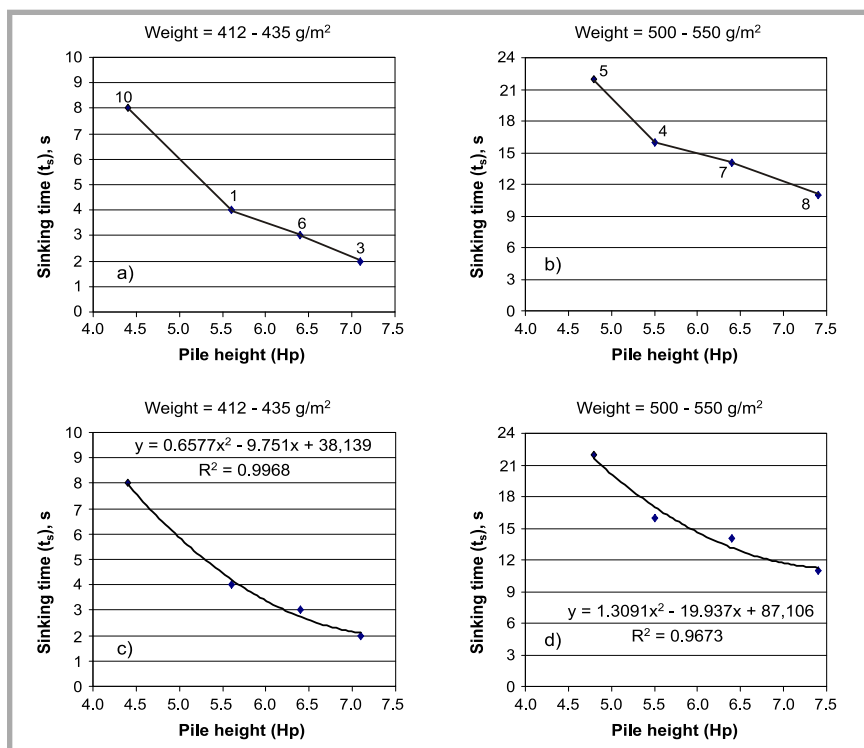 Weight = 412 - 435 g/m²
10
9
8
7
6
5
4
3
2
1
0
Sinking time (tₛ), s
10
1
6
3
a)
4.0 4.5 5.0 5.5 6.0 6.5 7.0 7.5
Pile height (Hp)
Weight = 500 - 550 g/m²
24
21
18
15
12
9
6
3
0
Sinking time (tₛ), s
5
4
7
8
b)
4.0 4.5 5.0 5.5 6.0 6.5 7.0 7.5
Pile height (Hp)
Weight = 412 - 435 g/m²
10
9
8
7
6
5
4
3
2
1
0
Sinking time (tₛ), s
y = 0.6577x² - 9.751x + 38,139
R² = 0.9968
c)
4.0 4.5 5.0 5.5 6.0 6.5 7.0 7.5
Pile height (Hp)
Weight = 500 - 550 g/m²
24
21
18
15
12
9
6
3
0
Sinking time (tₛ), s
y = 1.3091x² - 19.937x + 87,106
R² = 0.9673
d)
4.0 4.5 5.0 5.5 6.0 6.5 7.0 7.5
Pile height (Hp)